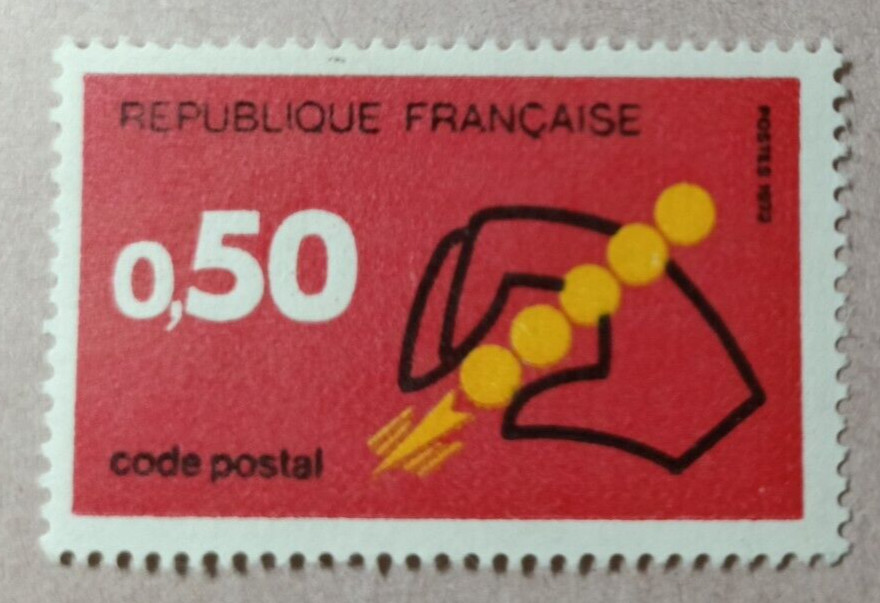 REPUBLIQUE FRANÇAISE
POSTES 1972
0,50
code postal